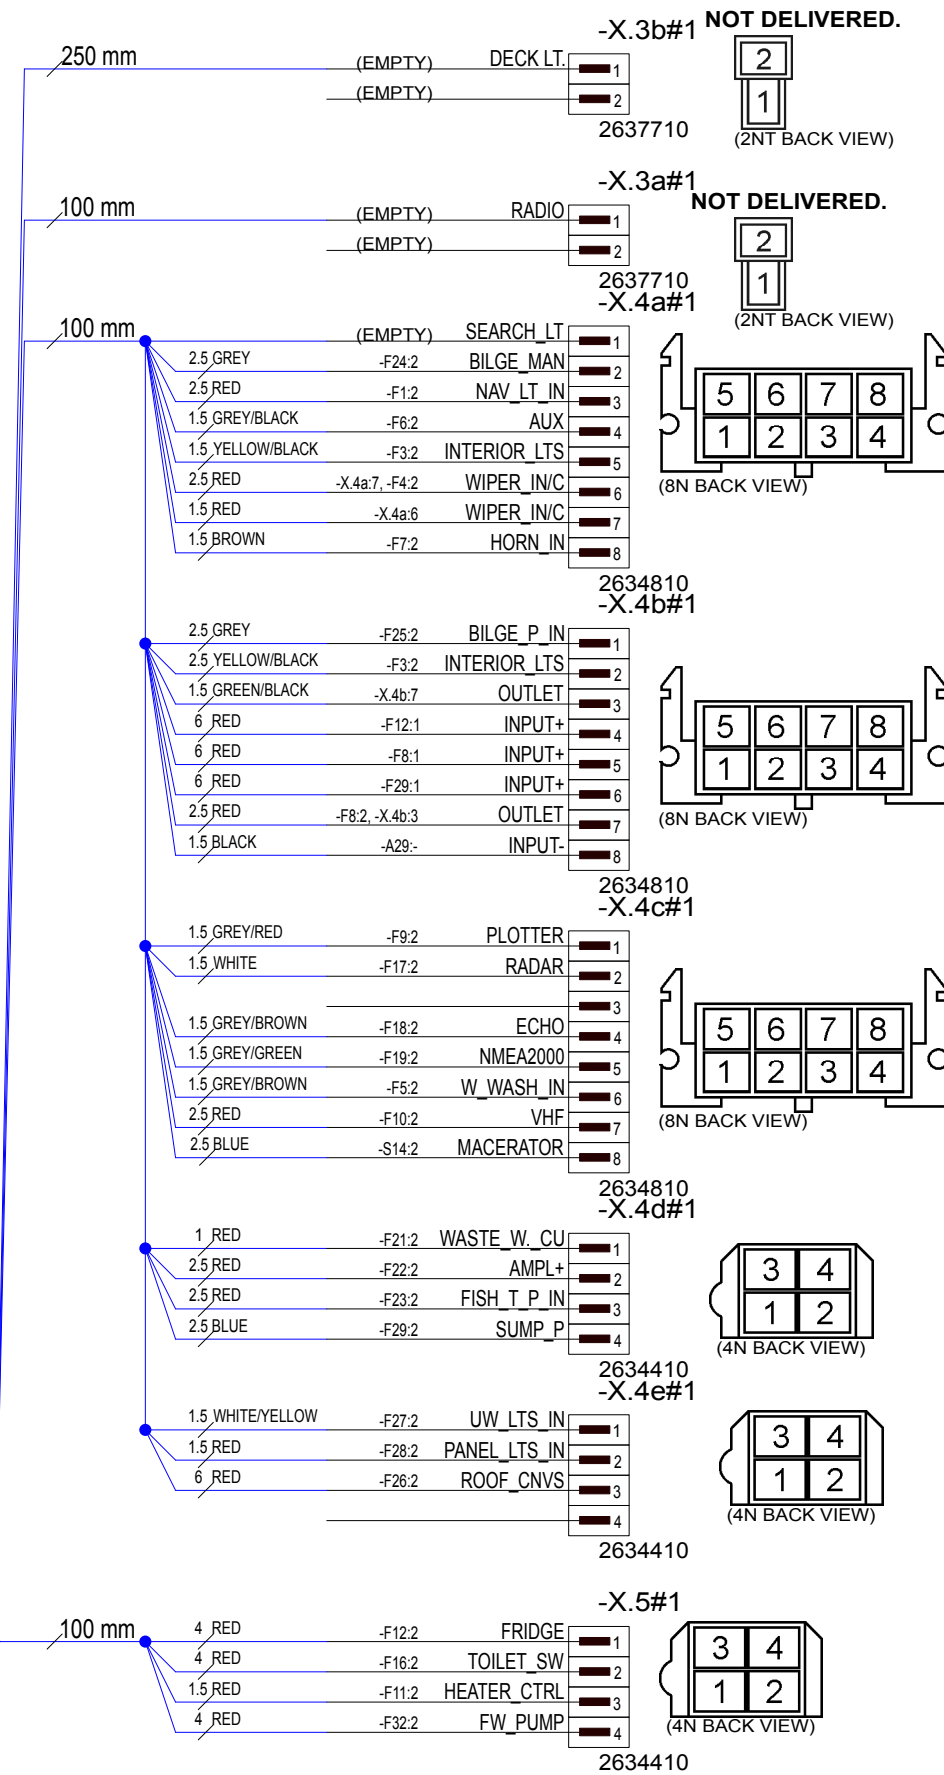 -X.3b#1 NOT DELIVERED.
250 mm (EMPTY) DECK LT. 1 2
(EMPTY) 2 1
2637710 (2NT BACK VIEW)
-X.3a#1
NOT DELIVERED.
100 mm (EMPTY) RADIO 1 2
(EMPTY) 2 1
2637710
-X.4a#1 (2NT BACK VIEW)
100 mm (EMPTY) SEARCH_LT 1
2.5 GREY -F24:2 BILGE_MAN 2
2.5 RED -F1:2 NAV_LT_IN 3 5 6 7 8
1.5 GREY/BLACK -F6:2 AUX 4 1 2 3 4
1.5 YELLOW/BLACK -F3:2 INTERIOR_LTS 5
2.5 RED -X.4a:7, -F4:2 WIPER_IN/C 6 (8N BACK VIEW)
1.5 RED -X.4a:6 WIPER_IN/C 7
1.5 BROWN -F7:2 HORN_IN 8
2634810
-X.4b#1
2.5 GREY -F25:2 BILGE_P_IN 1
2.5 YELLOW/BLACK -F3:2 INTERIOR_LTS 2
1.5 GREEN/BLACK -X.4b:7 OUTLET 3
6 RED -F12:1 INPUT+ 4 5 6 7 8
6 RED -F8:1 INPUT+ 5 1 2 3 4
6 RED -F29:1 INPUT+ 6
2.5 RED -F8:2, -X.4b:3 OUTLET 7 (8N BACK VIEW)
1.5 BLACK -A29:- INPUT- 8
2634810
-X.4c#1
1.5 GREY/RED -F9:2 PLOTTER 1
1.5 WHITE -F17:2 RADAR 2
3
1.5 GREY/BROWN -F18:2 ECHO 4 5 6 7 8
1.5 GREY/GREEN -F19:2 NMEA2000 5 1 2 3 4
1.5 GREY/BROWN -F5:2 W_WASH_IN 6
2.5 RED -F10:2 VHF 7 (8N BACK VIEW)
2.5 BLUE -S14:2 MACERATOR 8
2634810
-X.4d#1
1 RED -F21:2 WASTE_W._CU 1
2.5 RED -F22:2 AMPL+ 2 3 4
2.5 RED -F23:2 FISH_T_P_IN 3 1 2
2.5 BLUE -F29:2 SUMP_P 4 (4N BACK VIEW)
2634410
-X.4e#1
1.5 WHITE/YELLOW -F27:2 UW_LTS_IN 1 3 4
1.5 RED -F28:2 PANEL_LTS_IN 2
6 RED -F26:2 ROOF_CNVS 3 1 2
4 (4N BACK VIEW)
2634410
-X.5#1
100 mm 4 RED -F12:2 FRIDGE 1 3 4
4 RED -F16:2 TOILET_SW 2
1.5 RED -F11:2 HEATER_CTRL 3 1 2
4 RED -F32:2 FW_PUMP 4 (4N BACK VIEW)
2634410